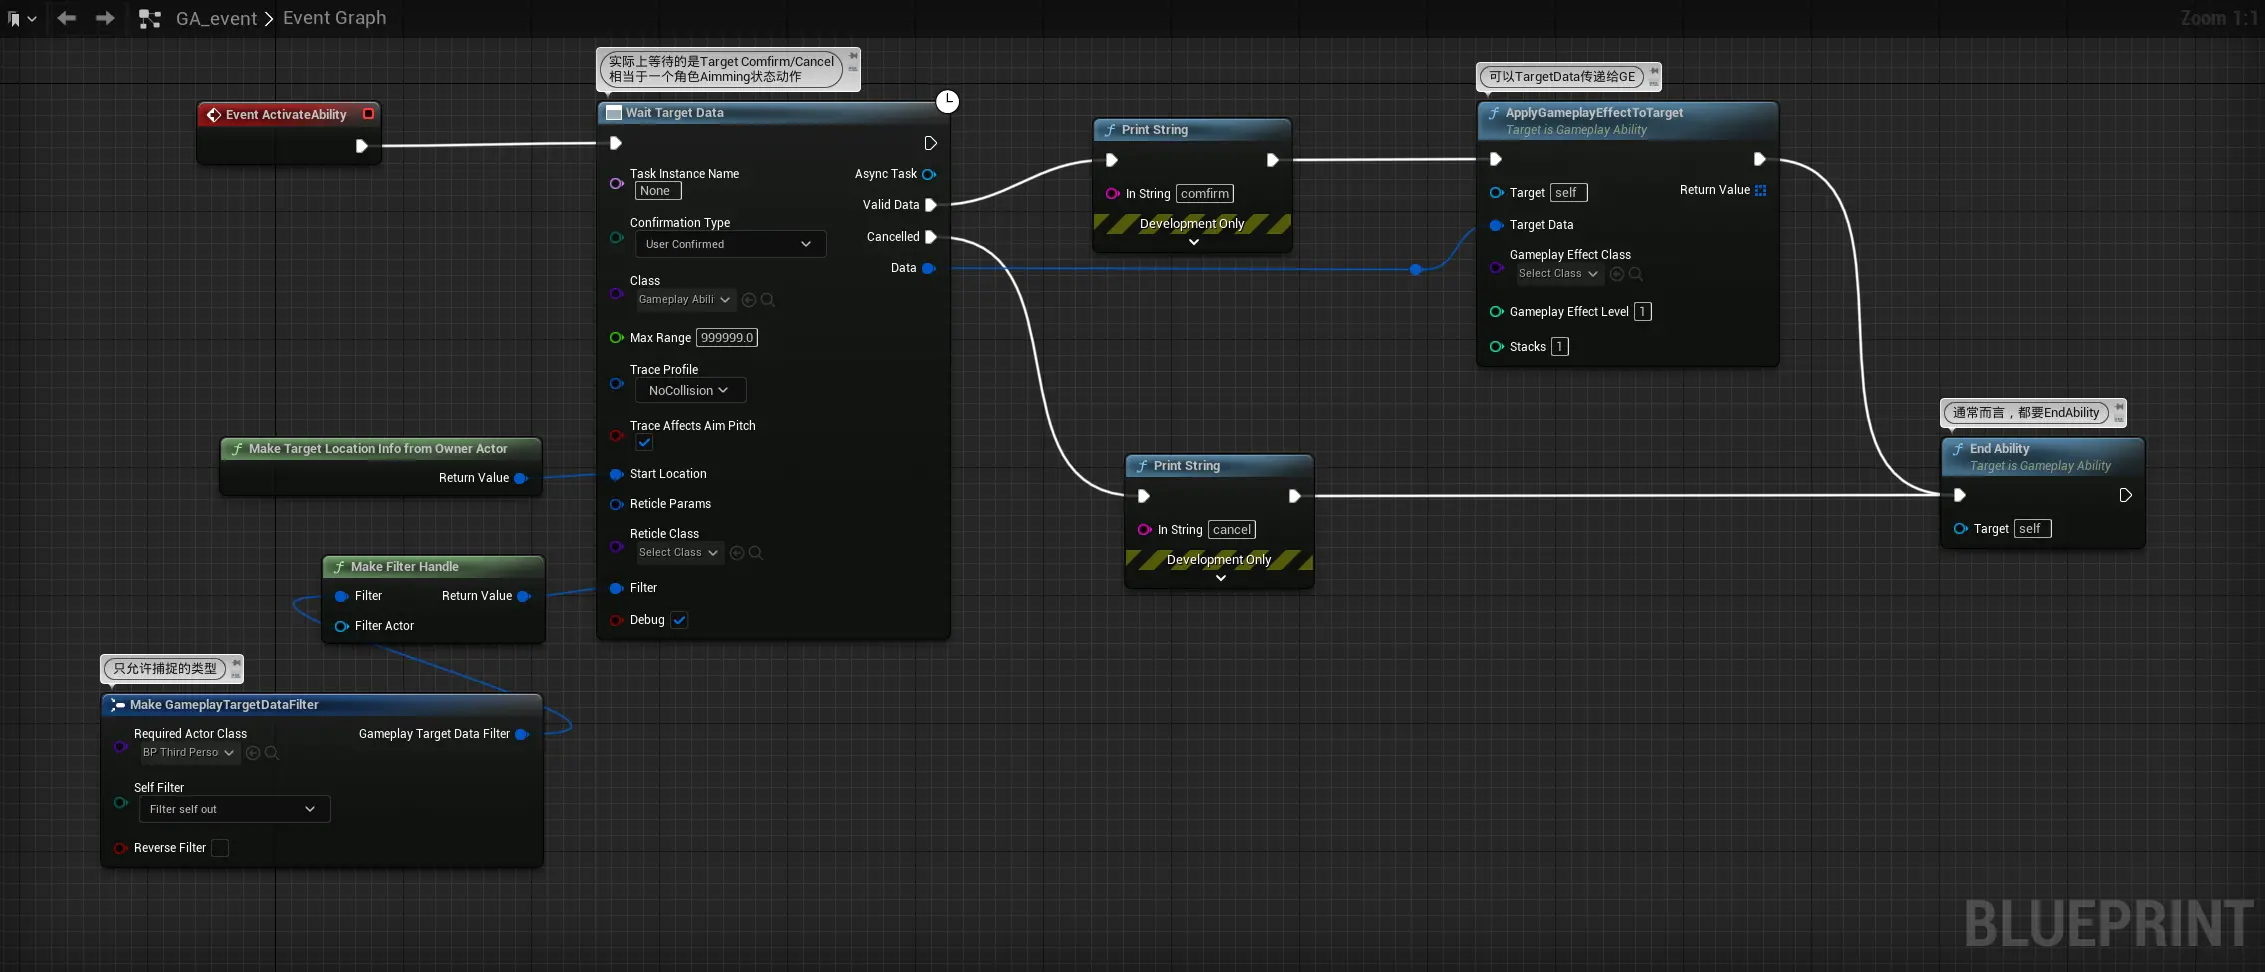 GA_event > Event Graph
Zoom 1:1
实际上等待的是Target Comfirm/Cancel
相当于一个角色Aimming状态动作
可以TargetData传递给GE
Event ActivateAbility
Wait Target Data
Task Instance Name
None
Confirmation Type
User Confirmed
Class
Gameplay Abili
Max Range 999999.0
Trace Profile
NoCollision
Trace Affects Aim Pitch
Start Location
Reticle Params
Reticle Class
Select Class
Filter
Debug
Async Task
Valid Data
Cancelled
Data
Print String
In String comfirm
Development Only
ApplyGameplayEffectToTarget
Target is Gameplay Ability
Target self
Return Value
Target Data
Gameplay Effect Class
Select Class
Gameplay Effect Level 1
Stacks 1
Make Target Location Info from Owner Actor
Return Value
Print String
In String cancel
Development Only
通常而言，都要EndAbility
End Ability
Target is Gameplay Ability
Target self
Make Filter Handle
Filter
Return Value
Filter Actor
只允许捕捉的类型
Make GameplayTargetDataFilter
Required Actor Class
BP Third Perso
Gameplay Target Data Filter
Self Filter
Filter self out
Reverse Filter
BLUEPRINT